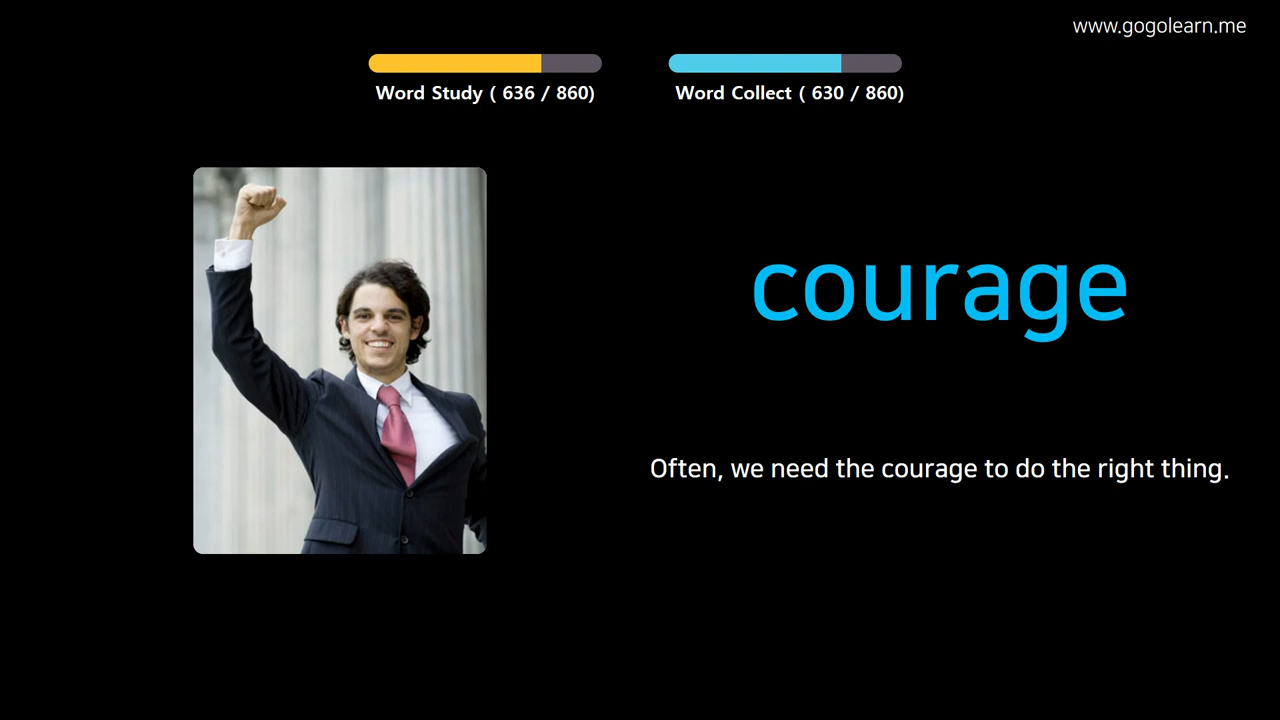 www.gogolearn.me
Word Study ( 636 / 860)
Word Collect ( 630 / 860)
courage
Often, we need the courage to do the right thing.